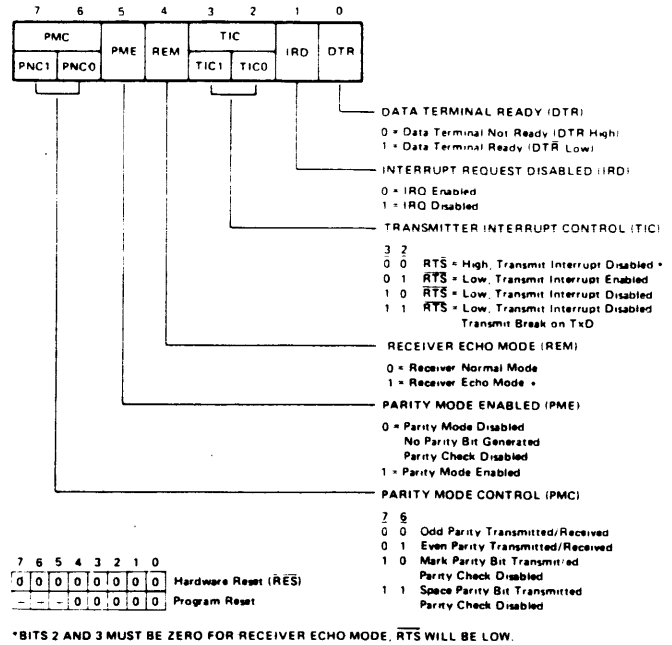 7 6 5 4 3 2 1 0
PMC PME REM TIC IRD DTR
PNC1 PNC0 TIC1 TIC0
DATA TERMINAL READY (DTR)
0 = Data Terminal Not Ready (DTR High)
1 = Data Terminal Ready (DTR̅ Low)
INTERRUPT REQUEST DISABLED (IRD)
0 = IRQ Enabled
1 = IRQ Disabled
TRANSMITTER INTERRUPT CONTROL (TIC)
3 2
0 0 RTS̅ = High, Transmit Interrupt Disabled *
0 1 R̅T̅S̅ = Low, Transmit Interrupt Enabled
1 0 R̅T̅S̅ = Low, Transmit Interrupt Disabled
1 1 R̅T̅S̅ = Low, Transmit Interrupt Disabled
Transmit Break on TxD
RECEIVER ECHO MODE (REM)
0 = Receiver Normal Mode
1 = Receiver Echo Mode *
PARITY MODE ENABLED (PME)
0 = Parity Mode Disabled
No Parity Bit Generated
Parity Check Disabled
1 = Parity Mode Enabled
PARITY MODE CONTROL (PMC)
7 6
0 0 Odd Parity Transmitted/Received
0 1 Even Parity Transmitted/Received
1 0 Mark Parity Bit Transmitted
Parity Check Disabled
1 1 Space Parity Bit Transmitted
Parity Check Disabled
7 6 5 4 3 2 1 0
0 0 0 0 0 0 0 0 Hardware Reset (R̅E̅S̅)
- - - 0 0 0 0 0 Program Reset
*BITS 2 AND 3 MUST BE ZERO FOR RECEIVER ECHO MODE, R̅T̅S̅ WILL BE LOW.